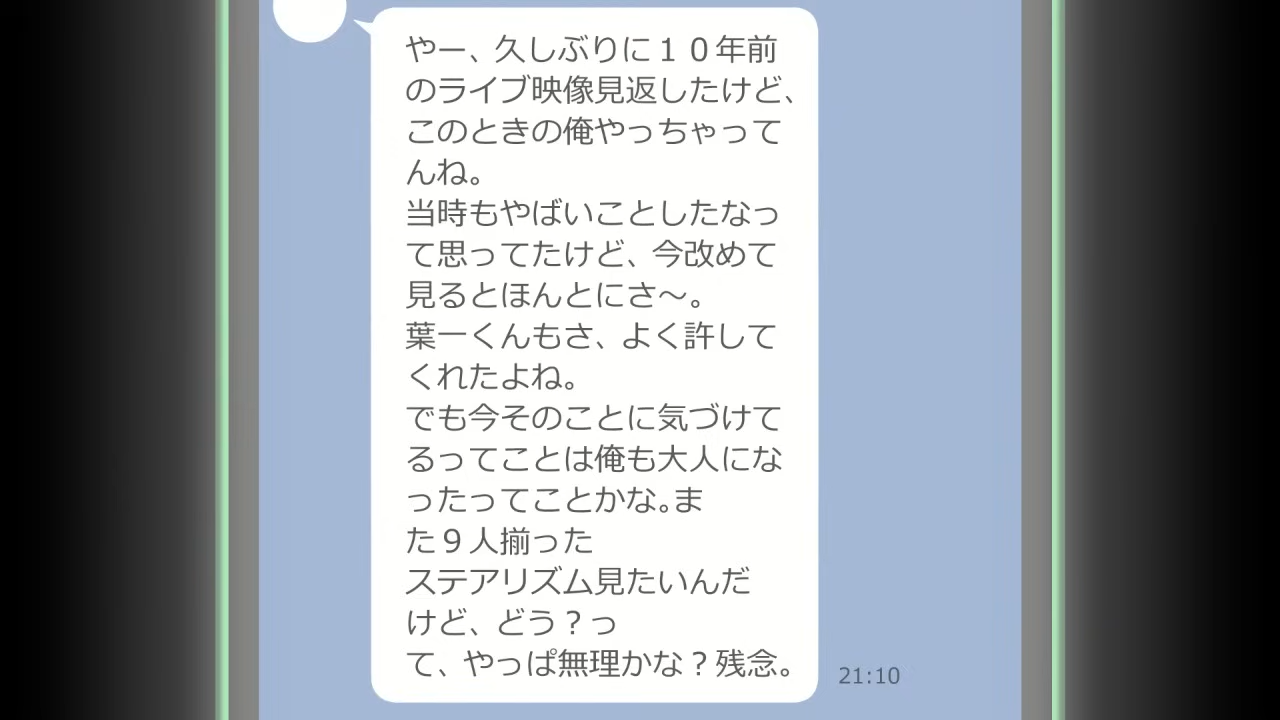 やー、久しぶりに１０年前
のライブ映像見返したけど、
このときの俺やっちゃって
んね。
当時もやばいことしたなっ
て思ってたけど、今改めて
見るとほんとにさ～。
葉一くんもさ、よく許して
くれたよね。
でも今そのことに気づけて
るってことは俺も大人にな
ったってことかな。ま
た９人揃った
ステアリズム見たいんだ
けど、どう？っ
て、やっぱ無理かな？残念。
21:10